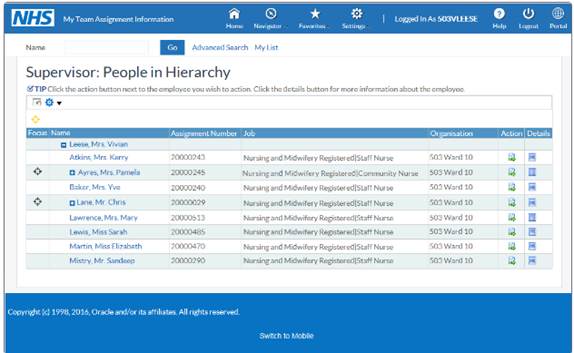 NHS My Team Assignment Information Home Navigator Favorites Settings Logged In As 503VLEESE Help Logout Portal
Name Go Advanced Search My List
Supervisor: People in Hierarchy
TIP Click the action button next to the employee you wish to action. Click the details button for more information about the employee.
Focus Name Assignment Number Job Organisation Action Details
Leese, Mrs. Vivian
Atkins, Mrs. Kerry 20000243 Nursing and Midwifery Registered|Staff Nurse 503 Ward 10
Ayres, Mrs. Pamela 20000245 Nursing and Midwifery Registered|Community Nurse 503 Ward 10
Baker, Mrs. Yve 20000240 Nursing and Midwifery Registered|Staff Nurse 503 Ward 10
Lane, Mr. Chris 20000029 Nursing and Midwifery Registered|Staff Nurse 503 Ward 10
Lawrence, Mrs. Mary 20000513 Nursing and Midwifery Registered|Staff Nurse 503 Ward 10
Lewis, Miss Sarah 20000485 Nursing and Midwifery Registered|Staff Nurse 503 Ward 10
Martin, Miss Elizabeth 20000470 Nursing and Midwifery Registered|Staff Nurse 503 Ward 10
Mistry, Mr. Sandeep 20000290 Nursing and Midwifery Registered|Staff Nurse 503 Ward 10
Copyright (c) 1998, 2016, Oracle and/or its affiliates. All rights reserved.
Switch to Mobile